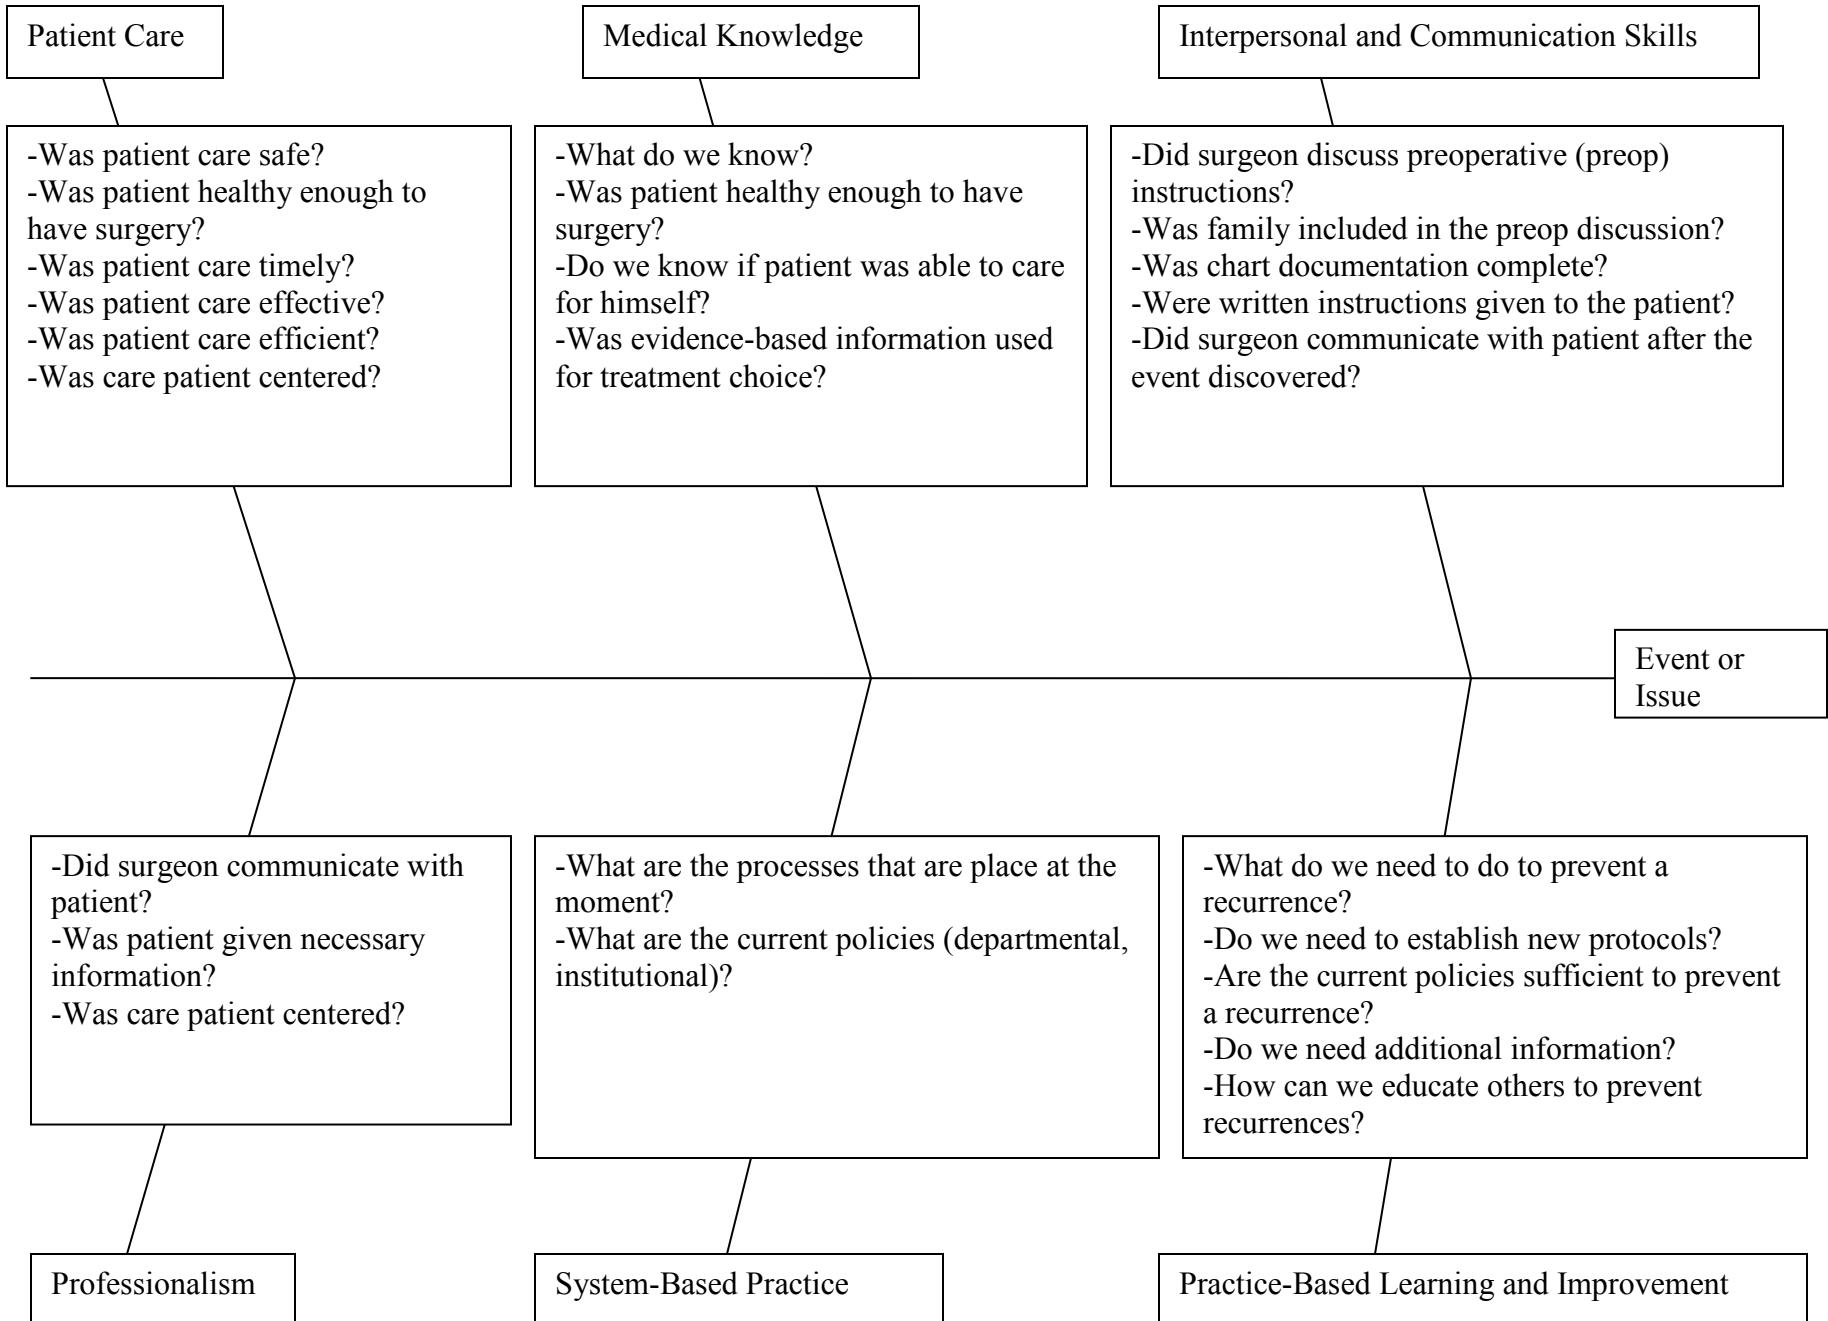 Patient Care
Medical Knowledge
Interpersonal and Communication Skills
-Was patient care safe?
-Was patient healthy enough to
have surgery?
-Was patient care timely?
-Was patient care effective?
-Was patient care efficient?
-Was care patient centered?
-What do we know?
-Was patient healthy enough to have
surgery?
-Do we know if patient was able to care
for himself?
-Was evidence-based information used
for treatment choice?
-Did surgeon discuss preoperative (preop)
instructions?
-Was family included in the preop discussion?
-Was chart documentation complete?
-Were written instructions given to the patient?
-Did surgeon communicate with patient after the
event discovered?
Event or
Issue
-Did surgeon communicate with
patient?
-Was patient given necessary
information?
-Was care patient centered?
-What are the processes that are place at the
moment?
-What are the current policies (departmental,
institutional)?
-What do we need to do to prevent a
recurrence?
-Do we need to establish new protocols?
-Are the current policies sufficient to prevent
a recurrence?
-Do we need additional information?
-How can we educate others to prevent
recurrences?
Professionalism
System-Based Practice
Practice-Based Learning and Improvement